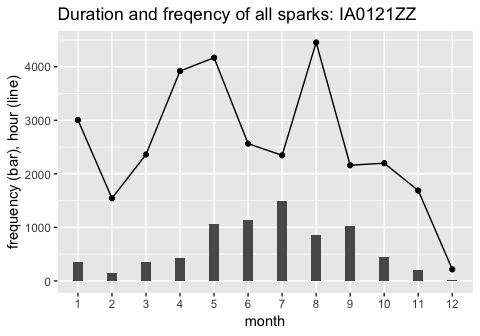 Duration and freqency of all sparks: IA0121ZZ
frequency (bar), hour (line)
4000
3000
2000
1000
0
1 2 3 4 5 6 7 8 9 10 11 12
month